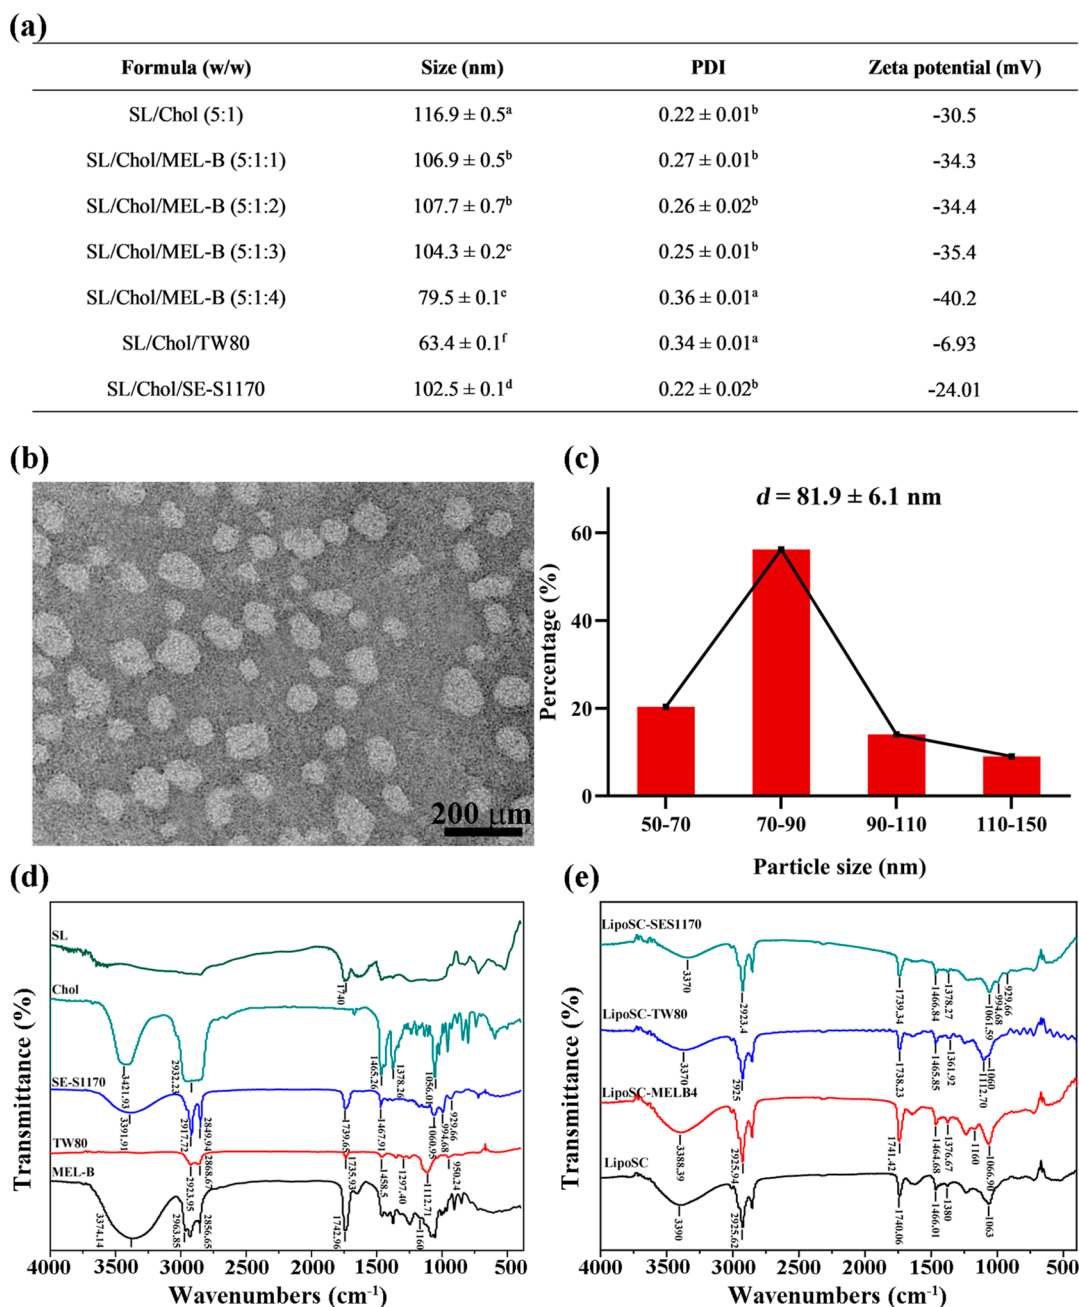 (a)
Formula (w/w) Size (nm) PDI Zeta potential (mV)
SL/Chol (5:1) 116.9 ± 0.5ᵃ 0.22 ± 0.01ᵇ -30.5
SL/Chol/MEL-B (5:1:1) 106.9 ± 0.5ᵇ 0.27 ± 0.01ᵇ -34.3
SL/Chol/MEL-B (5:1:2) 107.7 ± 0.7ᵇ 0.26 ± 0.02ᵇ -34.4
SL/Chol/MEL-B (5:1:3) 104.3 ± 0.2ᶜ 0.25 ± 0.01ᵇ -35.4
SL/Chol/MEL-B (5:1:4) 79.5 ± 0.1ᵉ 0.36 ± 0.01ᵃ -40.2
SL/Chol/TW80 63.4 ± 0.1ᶠ 0.34 ± 0.01ᵃ -6.93
SL/Chol/SE-S1170 102.5 ± 0.1ᵈ 0.22 ± 0.02ᵇ -24.01
(b)
200 μm
(c)
d = 81.9 ± 6.1 nm
Percentage (%)
60
40
20
0
50-70 70-90 90-110 110-150
Particle size (nm)
(d)
Transmittance (%)
SL
1740
Chol
3421.93 2932.23 1465.26 1378.26 1056.01
SE-S1170
3391.91 2917.72 2849.94 1739.65 1467.91 1060.95 994.68 929.66
TW80
2923.95 2868.67 1735.92 1458.5 1297.40 1112.71 950.24
MEL-B
3374.14 2963.85 2856.65 1742.96 1160
4000 3500 3000 2500 2000 1500 1000 500
Wavenumbers (cm⁻¹)
(e)
Transmittance (%)
LipoSC-SES1170
3370 2923.4 1739.34 1466.84 1378.27 1061.59 994.68 929.66
LipoSC-TW80
3370 2925 1738.23 1465.85 1361.92 1112.70 1060
LipoSC-MELB4
3388.39 2925.94 1741.42 1464.68 1376.67 1160 1066.90
LipoSC
3390 2925.62 1740.06 1466.01 1380 1063
4000 3500 3000 2500 2000 1500 1000 500
Wavenumbers (cm⁻¹)